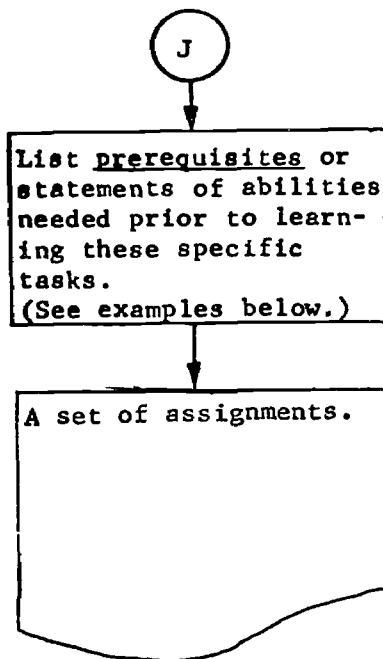 J
List prerequisites or
statements of abilities
needed prior to learn-
ing these specific
tasks.
(See examples below.)
A set of assignments.